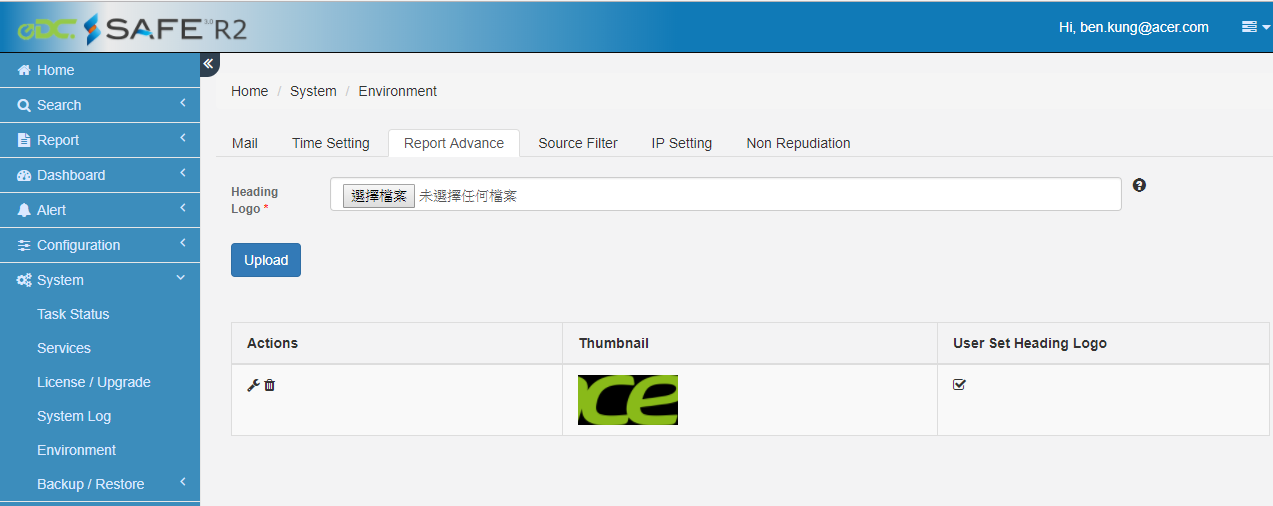 eDC. SAFE 3.0 R2
Hi, ben.kung@acer.com
Home
Search
Report
Dashboard
Alert
Configuration
System
Task Status
Services
License / Upgrade
System Log
Environment
Backup / Restore
Home / System / Environment
Mail Time Setting Report Advance Source Filter IP Setting Non Repudiation
Heading
Logo *
選擇檔案 未選擇任何檔案
Upload
Actions Thumbnail User Set Heading Logo
ce